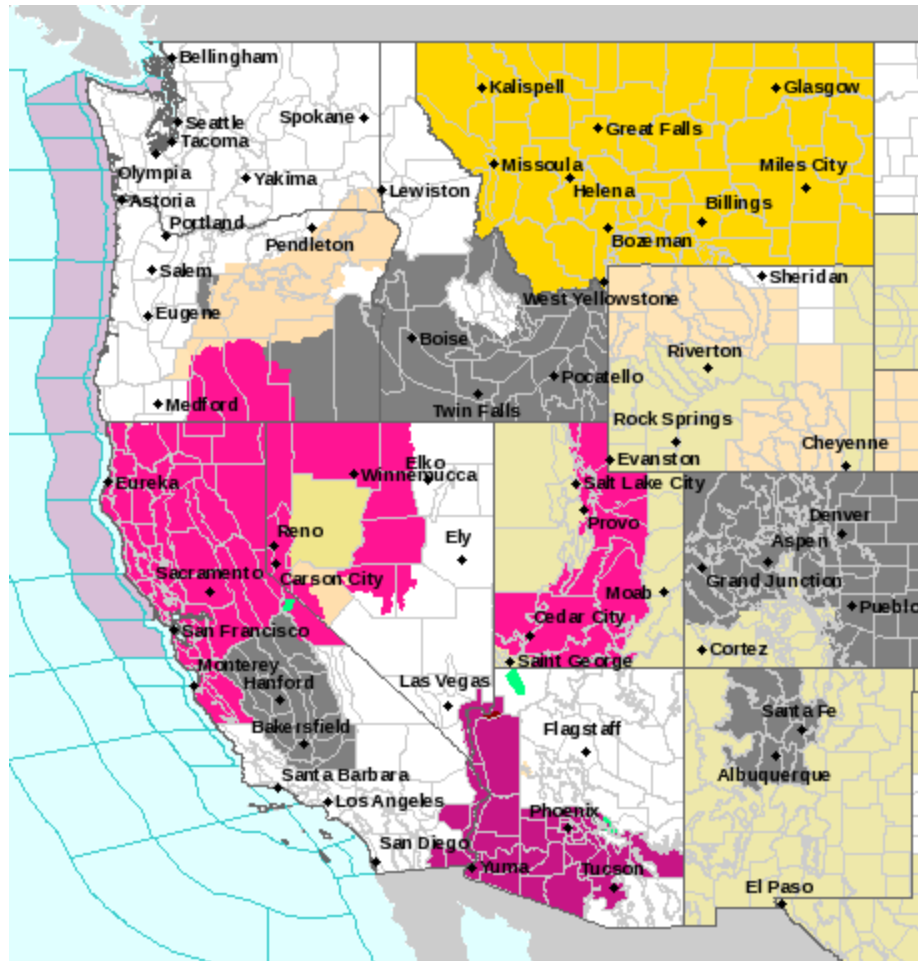 Bellingham
Kalispell
Glasgow
Seattle
Spokane
Great Falls
Tacoma
Missoula
Miles City
Olympia
Yakima
Lewiston
Helena
Astoria
Billings
Portland
Pendleton
Bozeman
Salem
Sheridan
West Yellowstone
Eugene
Boise
Riverton
Pocatello
Medford
Twin Falls
Rock Springs
Cheyenne
Elko
Evanston
Eureka
Winnemucca
Salt Lake City
Provo
Denver
Reno
Ely
Aspen
Sacramento
Carson City
Moab
Grand Junction
Pueblo
Cedar City
San Francisco
Cortez
Monterey
Saint George
Hanford
Las Vegas
Santa Fe
Bakersfield
Flagstaff
Albuquerque
Santa Barbara
Los Angeles
Phoenix
San Diego
Yuma
Tucson
El Paso